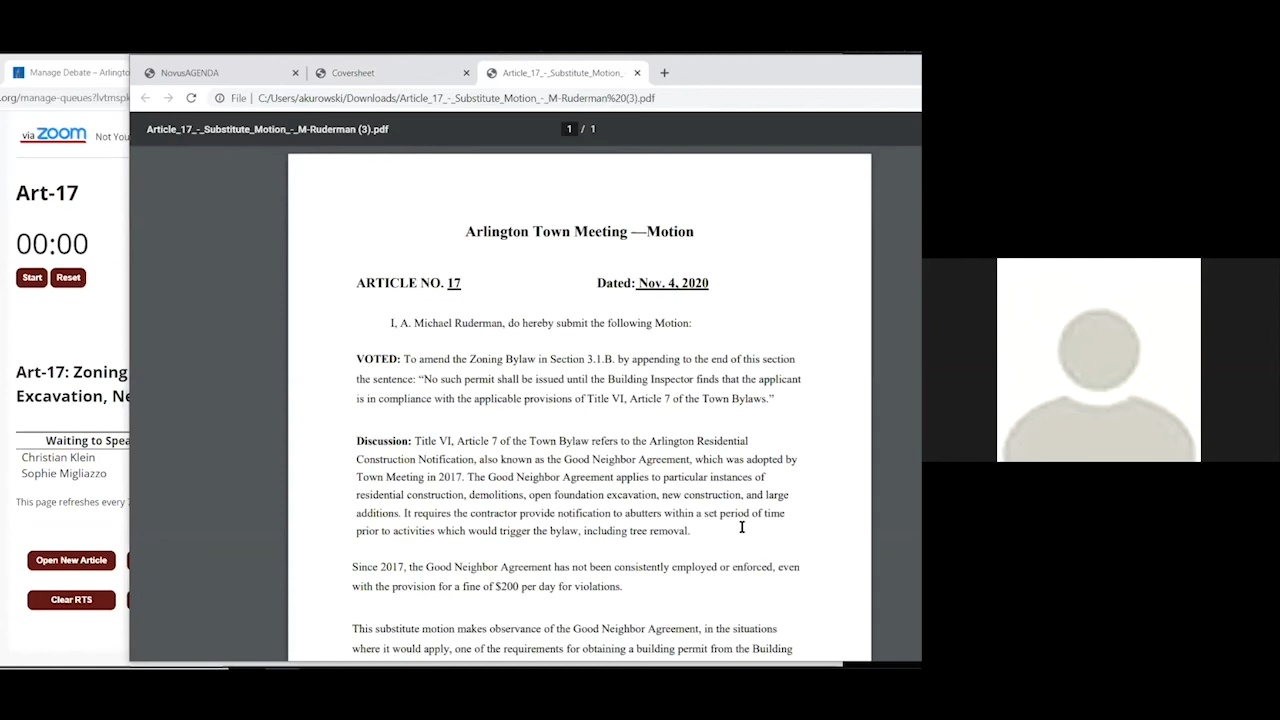 Manage Debate – Arlingto
NovusAGENDA
Coversheet
Article_17_-_Substitute_Motion_-
.org/manage-queues?lvtmspk
File | C:/Users/akurowski/Downloads/Article_17_-_Substitute_Motion_-_M-Ruderman%20(3).pdf
via zoom Not You
Article_17_-_Substitute_Motion_-_M-Ruderman (3).pdf
1 / 1
Art-17
00:00
Start Reset
Art-17: Zoning
Excavation, Ne
Waiting to Spea
Christian Klein
Sophie Migliazzo
This page refreshes every
Open New Article
Clear RTS
Arlington Town Meeting —Motion
ARTICLE NO. 17 Dated: Nov. 4, 2020
I, A. Michael Ruderman, do hereby submit the following Motion:
VOTED: To amend the Zoning Bylaw in Section 3.1.B. by appending to the end of this section
the sentence: “No such permit shall be issued until the Building Inspector finds that the applicant
is in compliance with the applicable provisions of Title VI, Article 7 of the Town Bylaws.”
Discussion: Title VI, Article 7 of the Town Bylaw refers to the Arlington Residential
Construction Notification, also known as the Good Neighbor Agreement, which was adopted by
Town Meeting in 2017. The Good Neighbor Agreement applies to particular instances of
residential construction, demolitions, open foundation excavation, new construction, and large
additions. It requires the contractor provide notification to abutters within a set period of time
prior to activities which would trigger the bylaw, including tree removal.
Since 2017, the Good Neighbor Agreement has not been consistently employed or enforced, even
with the provision for a fine of $200 per day for violations.
This substitute motion makes observance of the Good Neighbor Agreement, in the situations
where it would apply, one of the requirements for obtaining a building permit from the Building